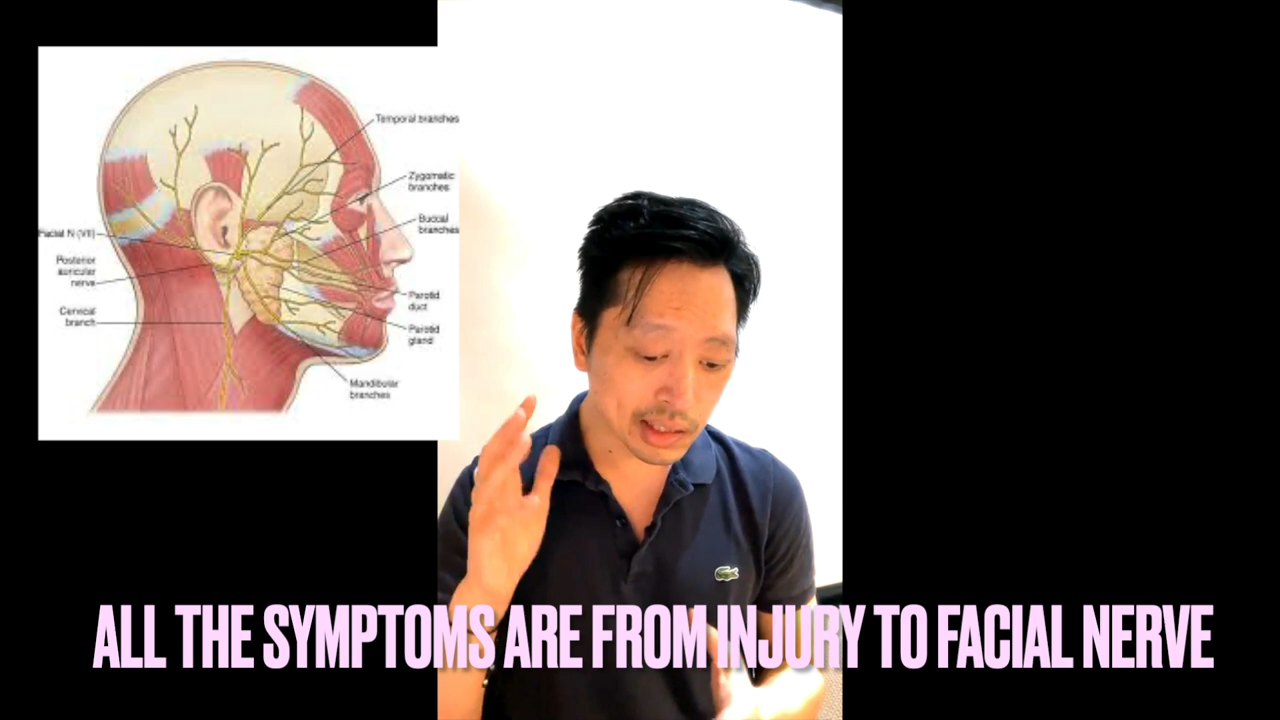 Temporal branches
Zygomatic
branches
Buccal
branches
Facial N (VII)
Posterior
auricular
nerve
Parotid
duct
Cervical
branch
Parotid
gland
Mandibular
branches
ALL THE SYMPTOMS ARE FROM INJURY TO FACIAL NERVE